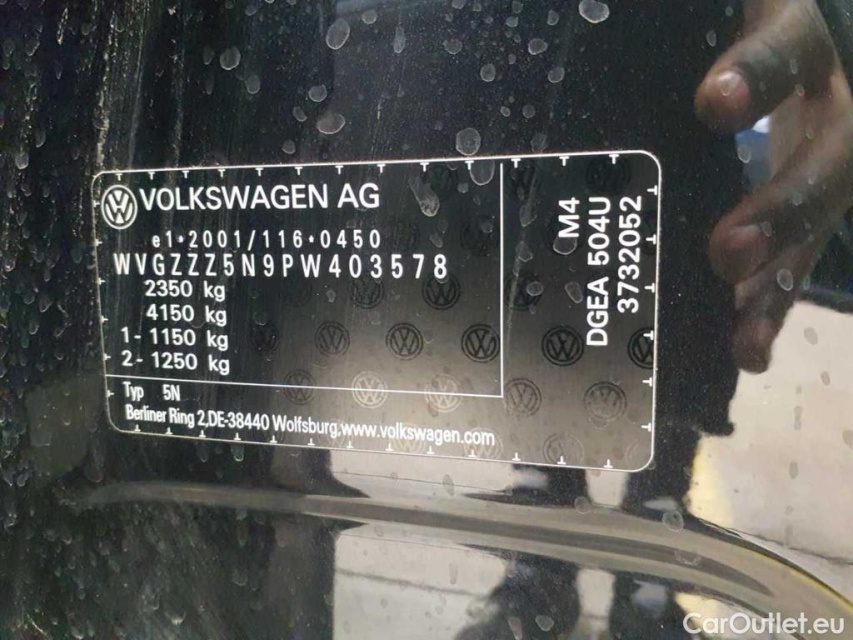 VOLKSWAGEN AG
e1*2001/116*0450
WVGZZZ5N9PW403578
2350 kg
4150 kg
1- 1150 kg
2- 1250 kg
Typ 5N
Berliner Ring 2,DE-38440 Wolfsburg,www.volkswagen.com
M4
DGEA 504U
3732052
CarOutlet.eu